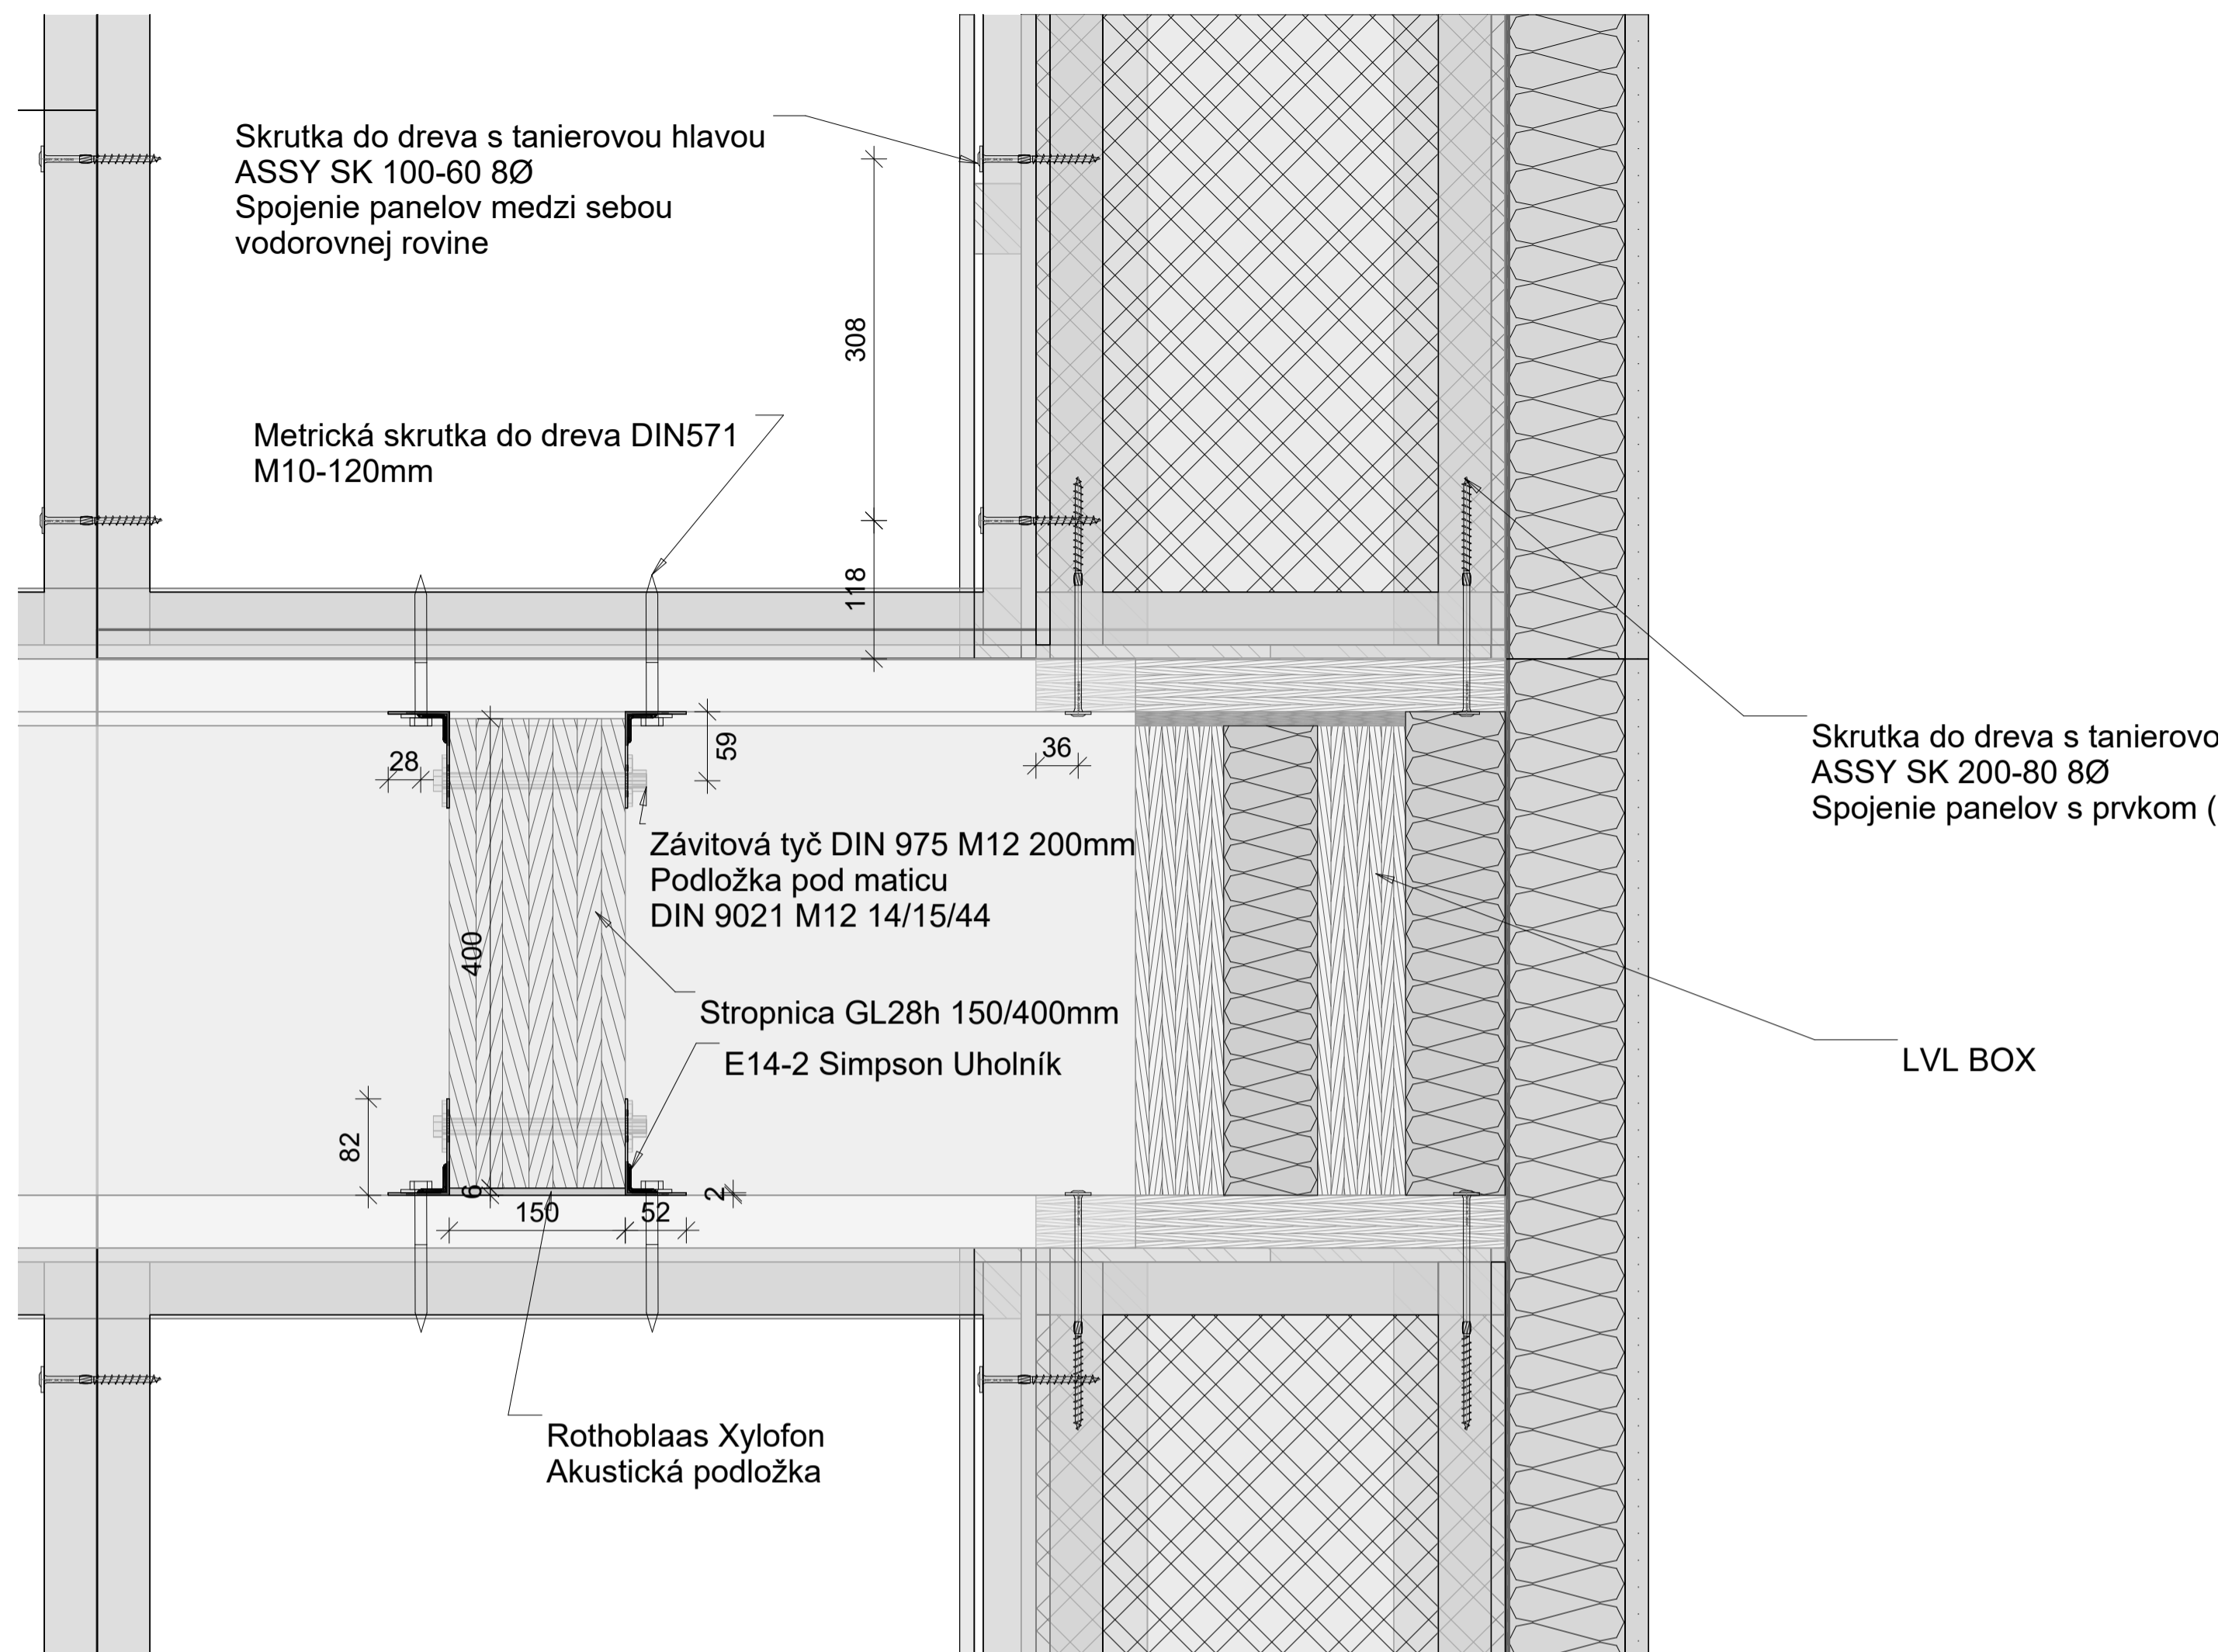 Skrutka do dreva s tanierovou hlavou
ASSY SK 100-60 8Ø
Spojenie panelov medzi sebou
vodorovnej rovine
308
Metrická skrutka do dreva DIN571
M10-120mm
118
59
28
36
Skrutka do dreva s tanierovo
ASSY SK 200-80 8Ø
Spojenie panelov s prvkom (
Závitová tyč DIN 975 M12 200mm
Podložka pod maticu
DIN 9021 M12 14/15/44
400
Stropnica GL28h 150/400mm
E14-2 Simpson Uholník
LVL BOX
82
6
2
150
52
Rothoblaas Xylofon
Akustická podložka